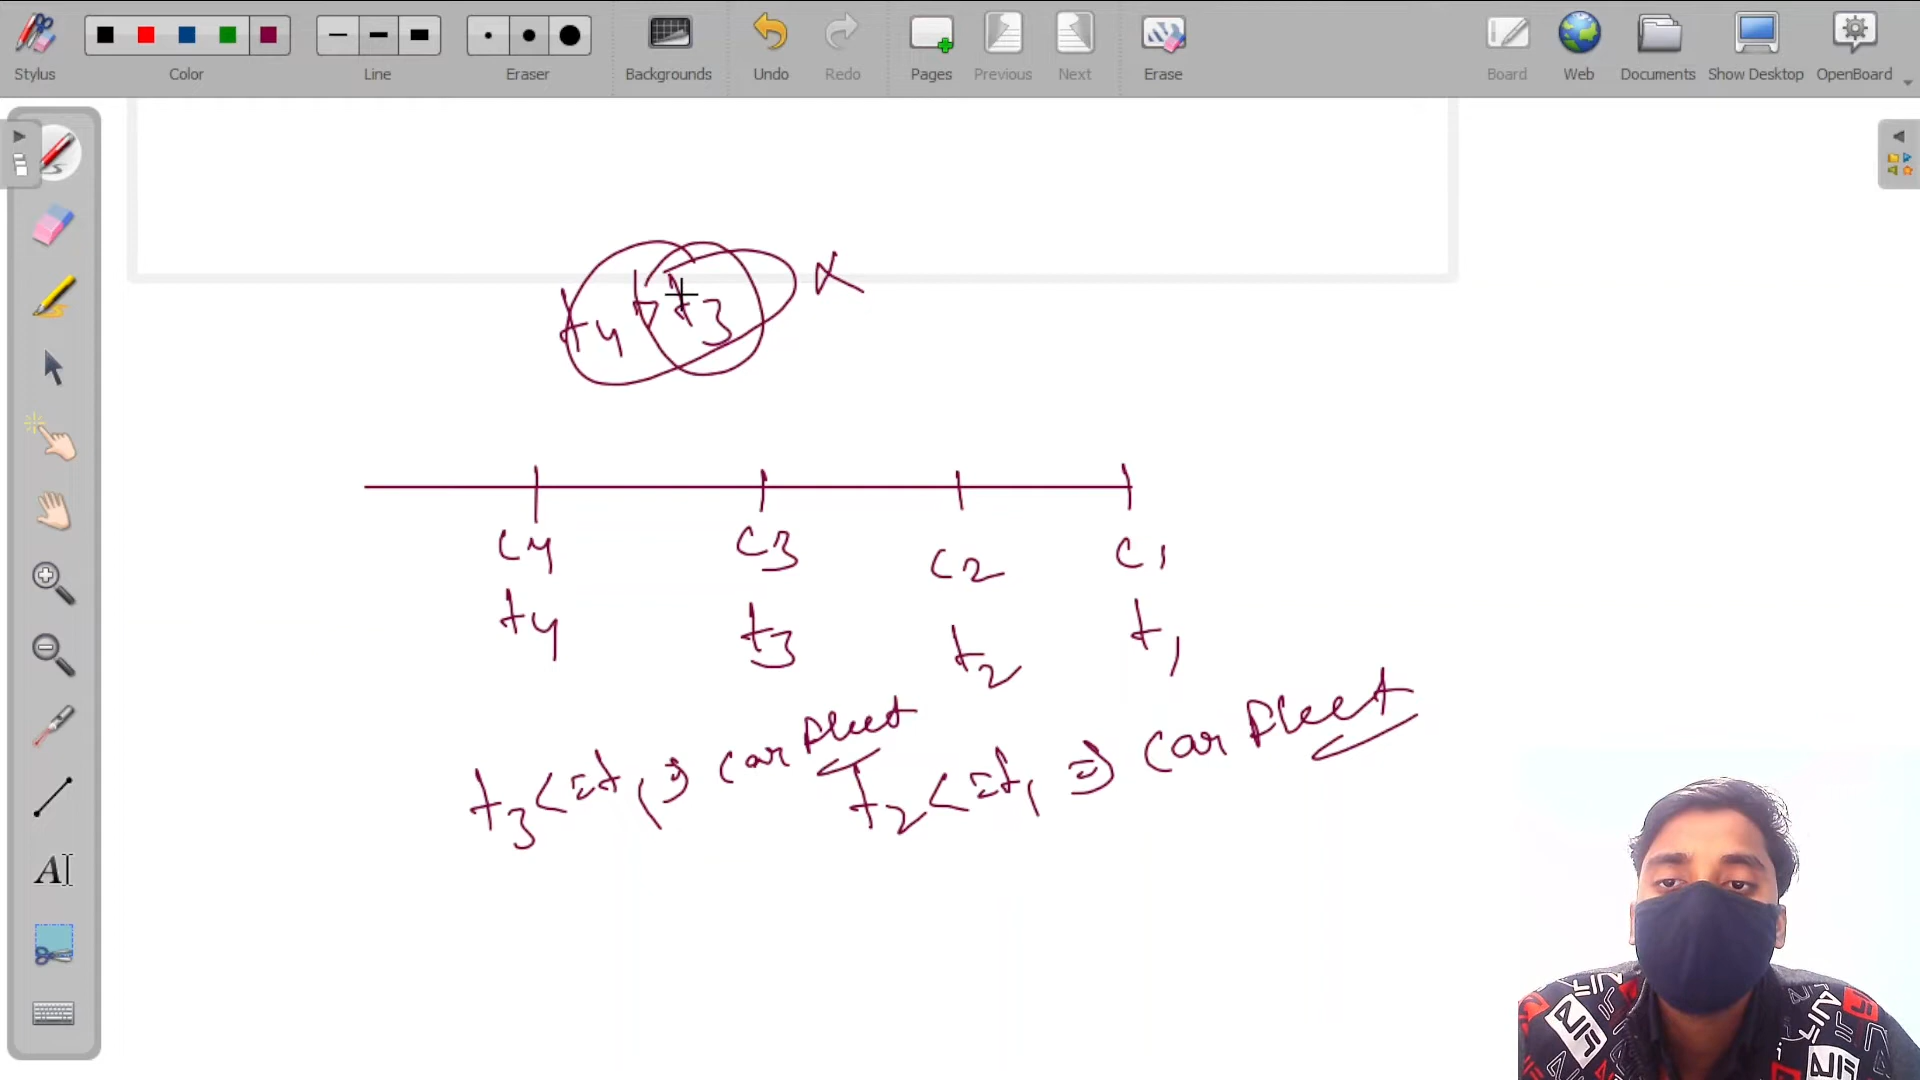 Stylus Color Line Eraser Backgrounds Undo Redo Pages Previous Next Erase Board Web Documents Show Desktop OpenBoard
t4 t3
C4 C3 C2 C1
t4 t3 t2 t1
t3 <= t1 => car fleet t2 <= t1 => car fleet